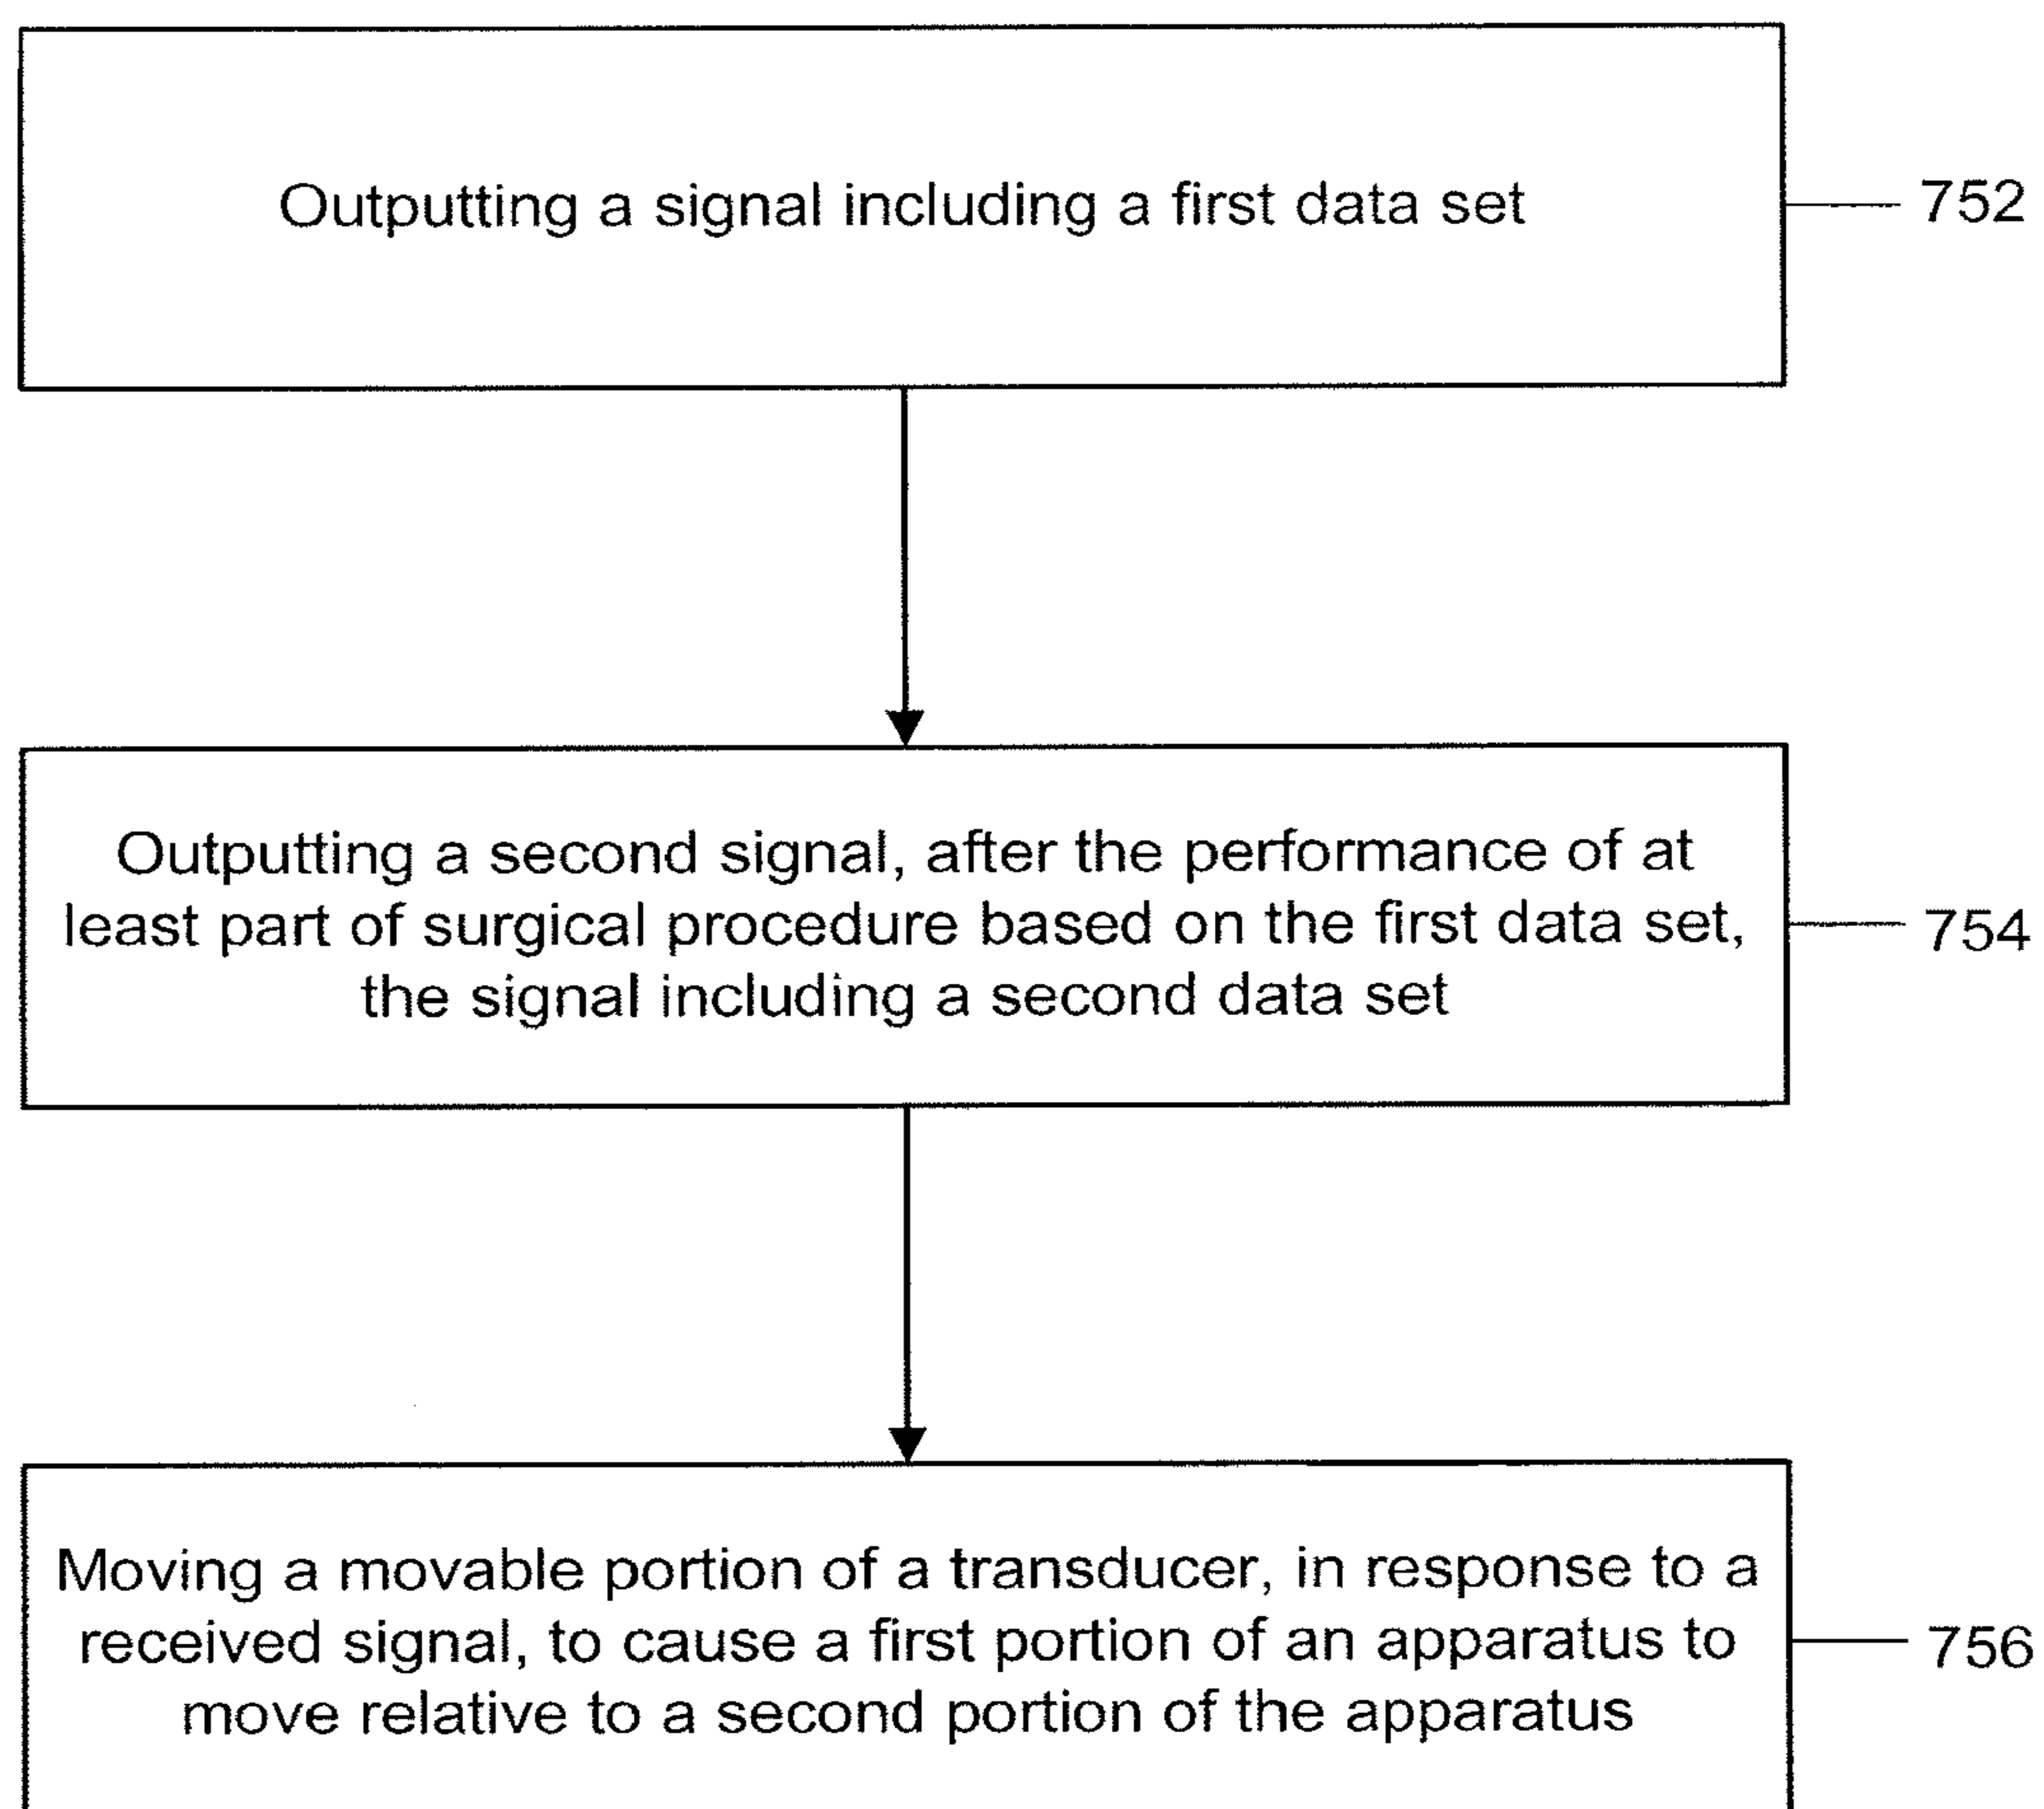 Outputting a signal including a first data set
752
Outputting a second signal, after the performance of at
least part of surgical procedure based on the first data set,
the signal including a second data set
754
Moving a movable portion of a transducer, in response to a
received signal, to cause a first portion of an apparatus to
move relative to a second portion of the apparatus
756